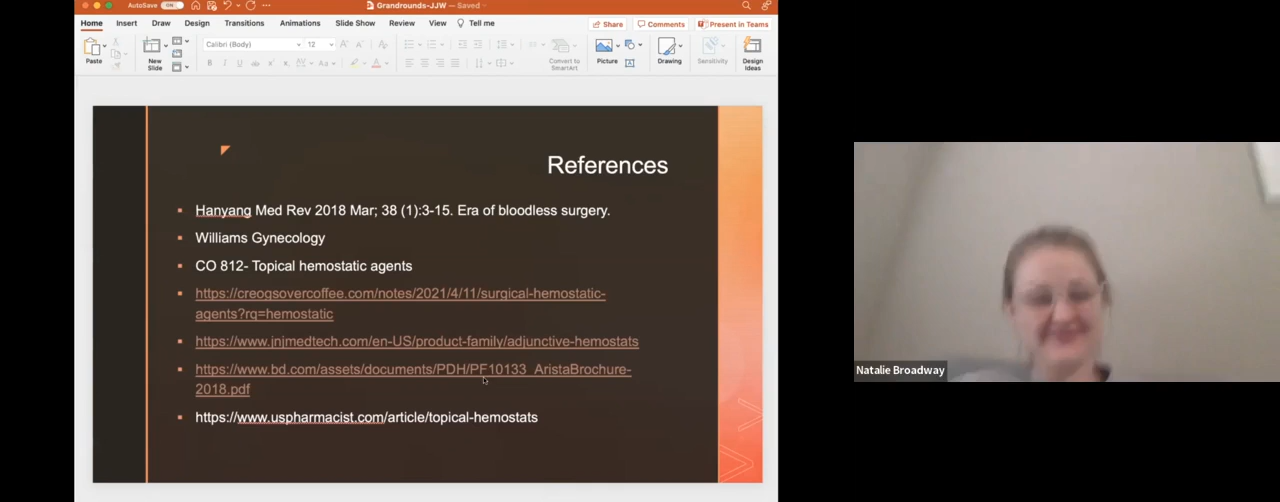 AutoSave ON
Grandrounds-JJW — Saved
Home Insert Draw Design Transitions Animations Slide Show Review View Tell me
Share Comments Present in Teams
Paste
New
Slide
Calibri (Body) 12
Convert to
SmartArt
Picture
Drawing
Sensitivity
Design
Ideas
References
Hanyang Med Rev 2018 Mar; 38 (1):3-15. Era of bloodless surgery.
Williams Gynecology
CO 812- Topical hemostatic agents
https://creogsovercoffee.com/notes/2021/4/11/surgical-hemostatic-
agents?rq=hemostatic
https://www.jnjmedtech.com/en-US/product-family/adjunctive-hemostats
https://www.bd.com/assets/documents/PDH/PF10133_AristaBrochure-
2018.pdf
https://www.uspharmacist.com/article/topical-hemostats
Natalie Broadway